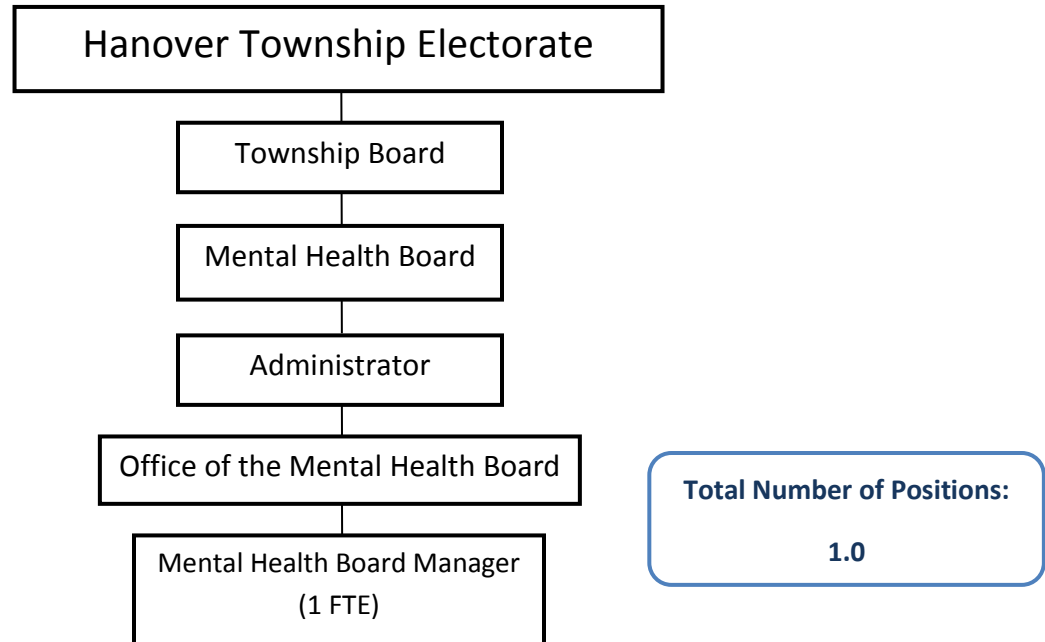 Hanover Township Electorate
Township Board
Mental Health Board
Administrator
Office of the Mental Health Board
Mental Health Board Manager
(1 FTE)
Total Number of Positions:
1.0